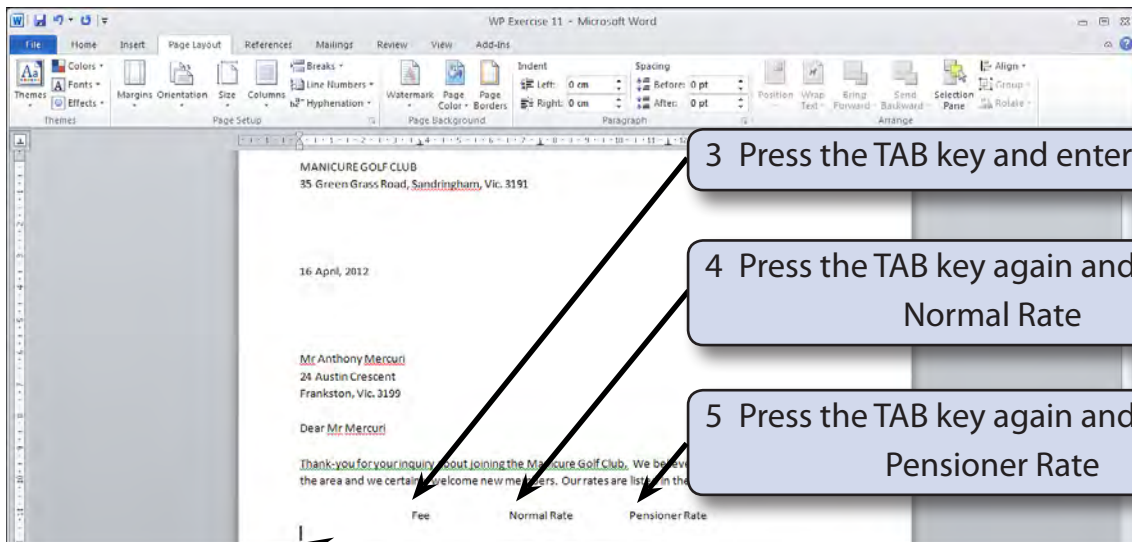 WP Exercise 11 - Microsoft Word
File Home Insert Page Layout References Mailings Review View Add-Ins
Colors Breaks Indent Spacing Align
Fonts Line Numbers Left: 0 cm Before: 0 pt Group
Themes Effects Margins Orientation Size Columns Hyphenation Watermark Page Color Page Borders Right: 0 cm After: 0 pt Position Wrap Text Bring Forward Send Backward Selection Pane Rotate
Themes Page Setup Page Background Paragraph Arrange
MANICURE GOLF CLUB
35 Green Grass Road, Sandringham, Vic. 3191
3 Press the TAB key and enter
16 April, 2012
4 Press the TAB key again and
Normal Rate
Mr Anthony Mercuri
24 Austin Crescent
Frankston, Vic. 3199
Dear Mr Mercuri
5 Press the TAB key again and
Pensioner Rate
Thank-you for your inquiry about joining the Manicure Golf Club. We believe
the area and we certainly welcome new members. Our rates are listed in the
Fee Normal Rate Pensioner Rate